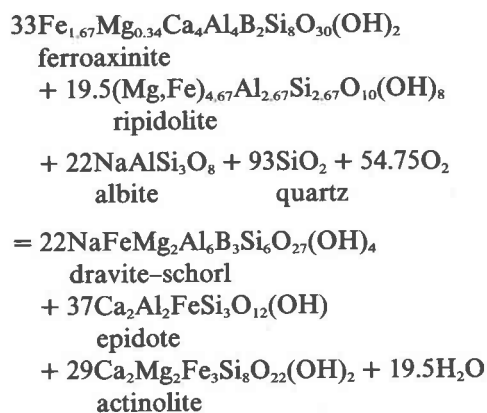 33Fe₁.₆₇Mg₀.₃₄Ca₄Al₄B₂Si₈O₃₀(OH)₂
ferroaxinite
+ 19.5(Mg,Fe)₄.₆₇Al₂.₆₇Si₂.₆₇O₁₀(OH)₈
ripidolite
+ 22NaAlSi₃O₈ + 93SiO₂ + 54.75O₂
albite quartz
= 22NaFeMg₂Al₆B₃Si₆O₂₇(OH)₄
dravite–schorl
+ 37Ca₂Al₂FeSi₃O₁₂(OH)
epidote
+ 29Ca₂Mg₂Fe₃Si₈O₂₂(OH)₂ + 19.5H₂O
actinolite